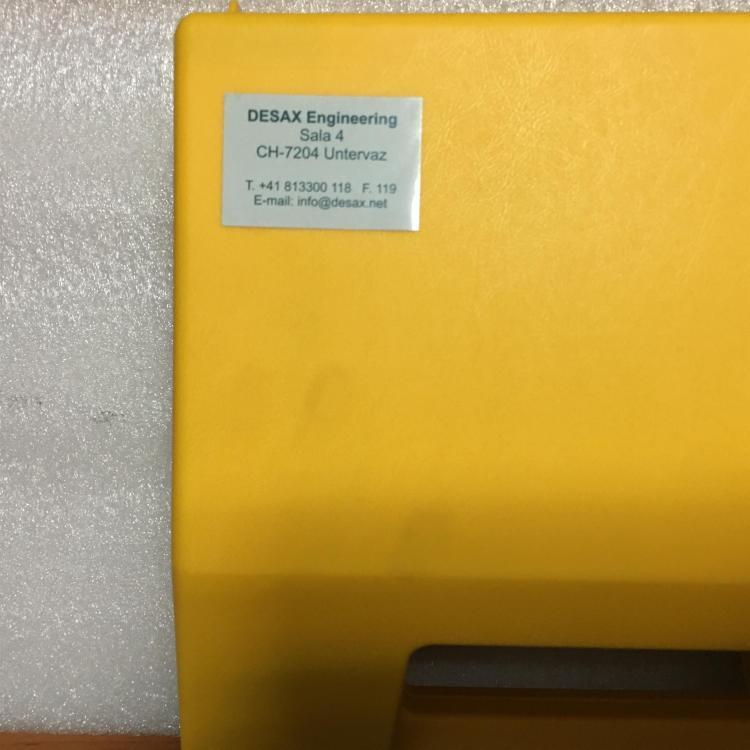 DESAX Engineering
Sala 4
CH-7204 Untervaz
T. +41 813300 118 F. 119
E-mail: info@desax.net